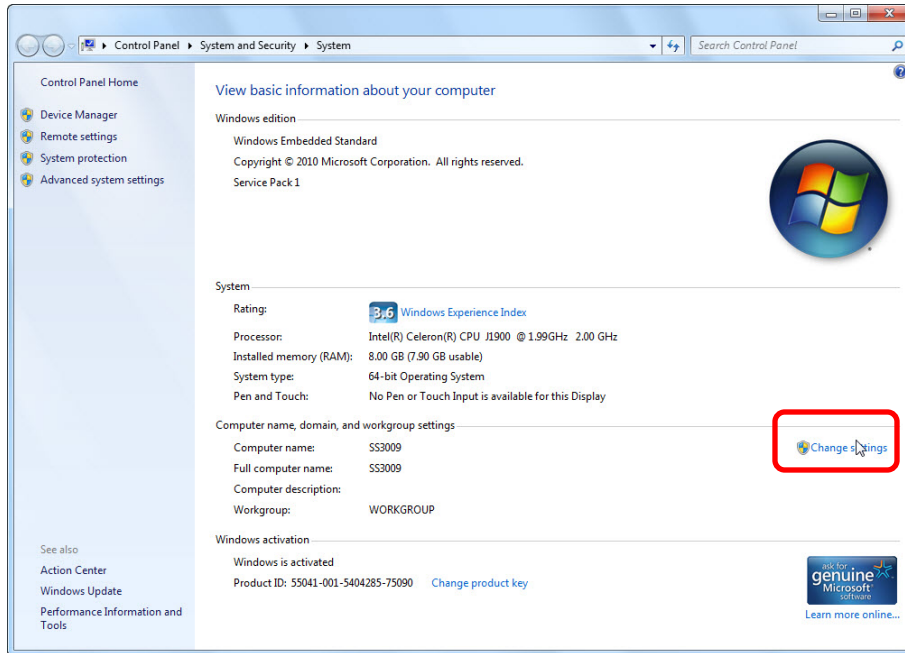 Control Panel ▸ System and Security ▸ System
Search Control Panel
Control Panel Home
Device Manager
Remote settings
System protection
Advanced system settings
See also
Action Center
Windows Update
Performance Information and
Tools
View basic information about your computer
Windows edition
Windows Embedded Standard
Copyright © 2010 Microsoft Corporation. All rights reserved.
Service Pack 1
System
Rating: 3.6 Windows Experience Index
Processor: Intel(R) Celeron(R) CPU J1900 @ 1.99GHz 2.00 GHz
Installed memory (RAM): 8.00 GB (7.90 GB usable)
System type: 64-bit Operating System
Pen and Touch: No Pen or Touch Input is available for this Display
Computer name, domain, and workgroup settings
Computer name: SS3009
Change settings
Full computer name: SS3009
Computer description:
Workgroup: WORKGROUP
Windows activation
Windows is activated
Product ID: 55041-001-5404285-75090 Change product key
ask for
genuine
Microsoft
software
Learn more online...